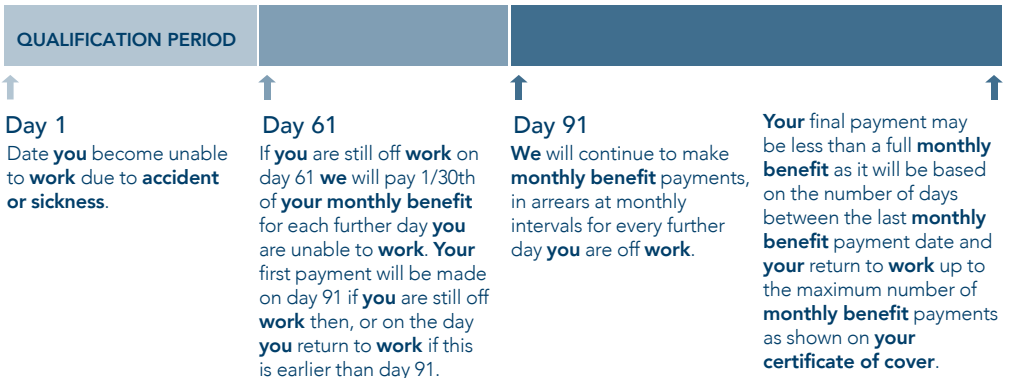 QUALIFICATION PERIOD
Day 1
Date you become unable
to work due to accident
or sickness.
Day 61
If you are still off work on
day 61 we will pay 1/30th
of your monthly benefit
for each further day you
are unable to work. Your
first payment will be made
on day 91 if you are still off
work then, or on the day
you return to work if this
is earlier than day 91.
Day 91
We will continue to make
monthly benefit payments,
in arrears at monthly
intervals for every further
day you are off work.
Your final payment may
be less than a full monthly
benefit as it will be based
on the number of days
between the last monthly
benefit payment date and
your return to work up to
the maximum number of
monthly benefit payments
as shown on your
certificate of cover.